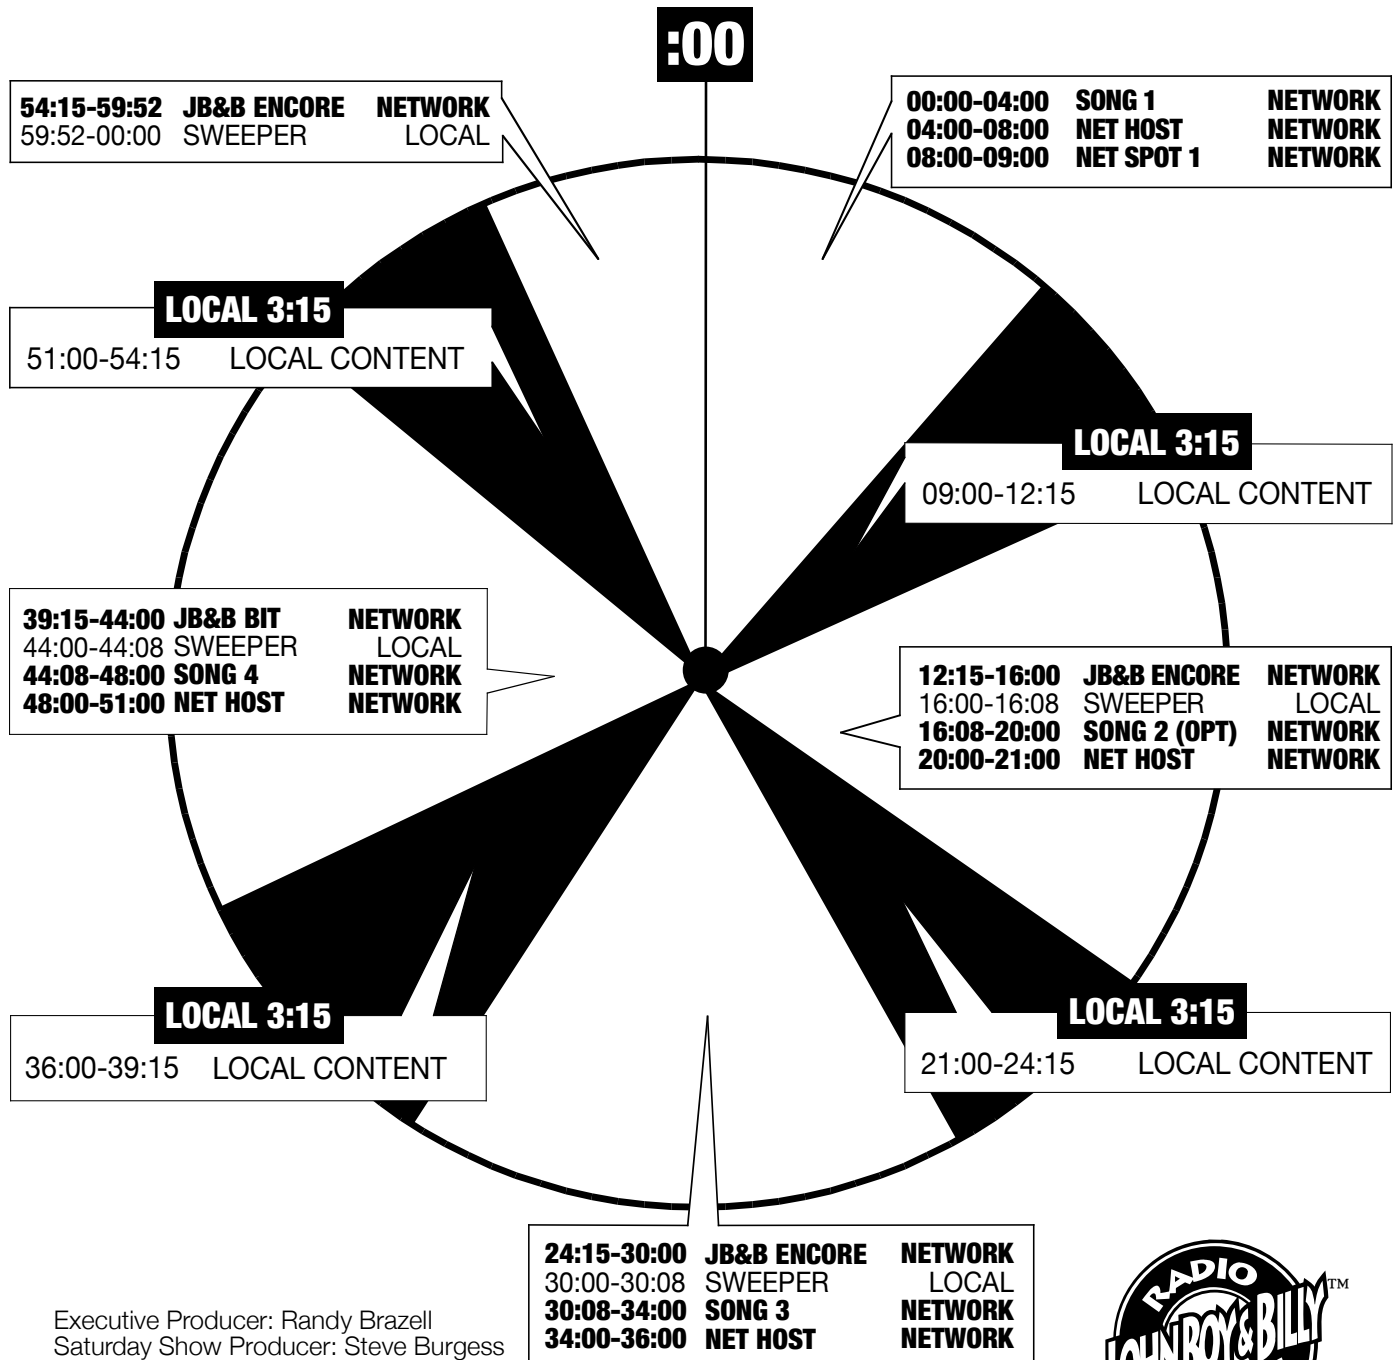 :00
54:15-59:52 JB&B ENCORE NETWORK
59:52-00:00 SWEEPER LOCAL
00:00-04:00 SONG 1 NETWORK
04:00-08:00 NET HOST NETWORK
08:00-09:00 NET SPOT 1 NETWORK
LOCAL 3:15
51:00-54:15 LOCAL CONTENT
LOCAL 3:15
09:00-12:15 LOCAL CONTENT
39:15-44:00 JB&B BIT NETWORK
44:00-44:08 SWEEPER LOCAL
44:08-48:00 SONG 4 NETWORK
48:00-51:00 NET HOST NETWORK
12:15-16:00 JB&B ENCORE NETWORK
16:00-16:08 SWEEPER LOCAL
16:08-20:00 SONG 2 (OPT) NETWORK
20:00-21:00 NET HOST NETWORK
LOCAL 3:15
36:00-39:15 LOCAL CONTENT
LOCAL 3:15
21:00-24:15 LOCAL CONTENT
24:15-30:00 JB&B ENCORE NETWORK
30:00-30:08 SWEEPER LOCAL
30:08-34:00 SONG 3 NETWORK
34:00-36:00 NET HOST NETWORK
Executive Producer: Randy Brazell
Saturday Show Producer: Steve Burgess
RADIO
JOHN BOY & BILLY™